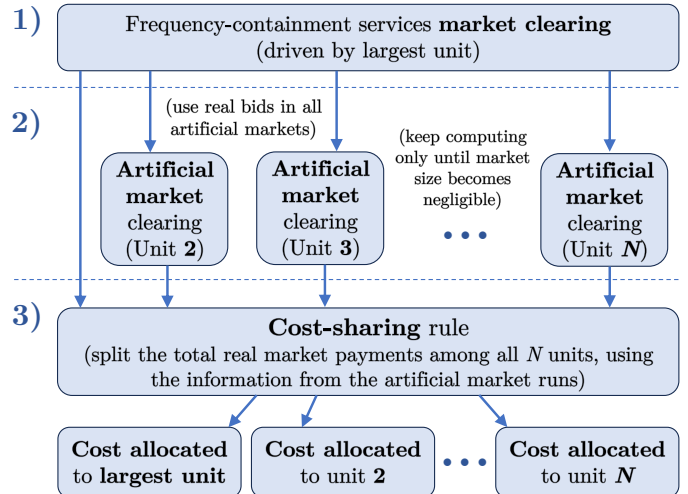 1)
Frequency-containment services market clearing
(driven by largest unit)
2)
(use real bids in all
artificial markets)
(keep computing
only until market
size becomes
negligible)
Artificial
market
clearing
(Unit 2)
Artificial
market
clearing
(Unit 3)
Artificial
market
clearing
(Unit N)
3)
Cost-sharing rule
(split the total real market payments among all N units, using
the information from the artificial market runs)
Cost allocated
to largest unit
Cost allocated
to unit 2
Cost allocated
to unit N